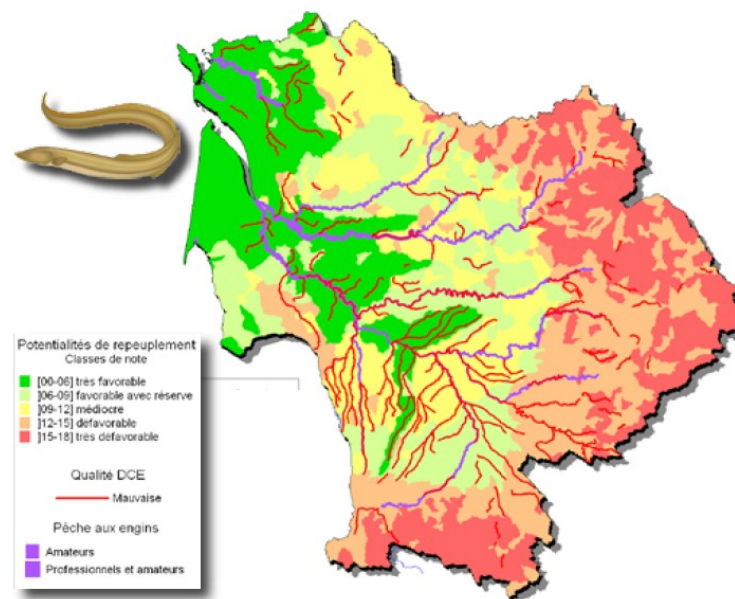 Potentialités de repeuplement
Classes de note
]00-06] très favorable
]06-09] favorable avec réserve
]09-12] médiocre
]12-15] défavorable
]15-18] très défavorable
Qualité DCE
Mauvaise
Pêche aux engins
Amateurs
Professionnels et amateurs